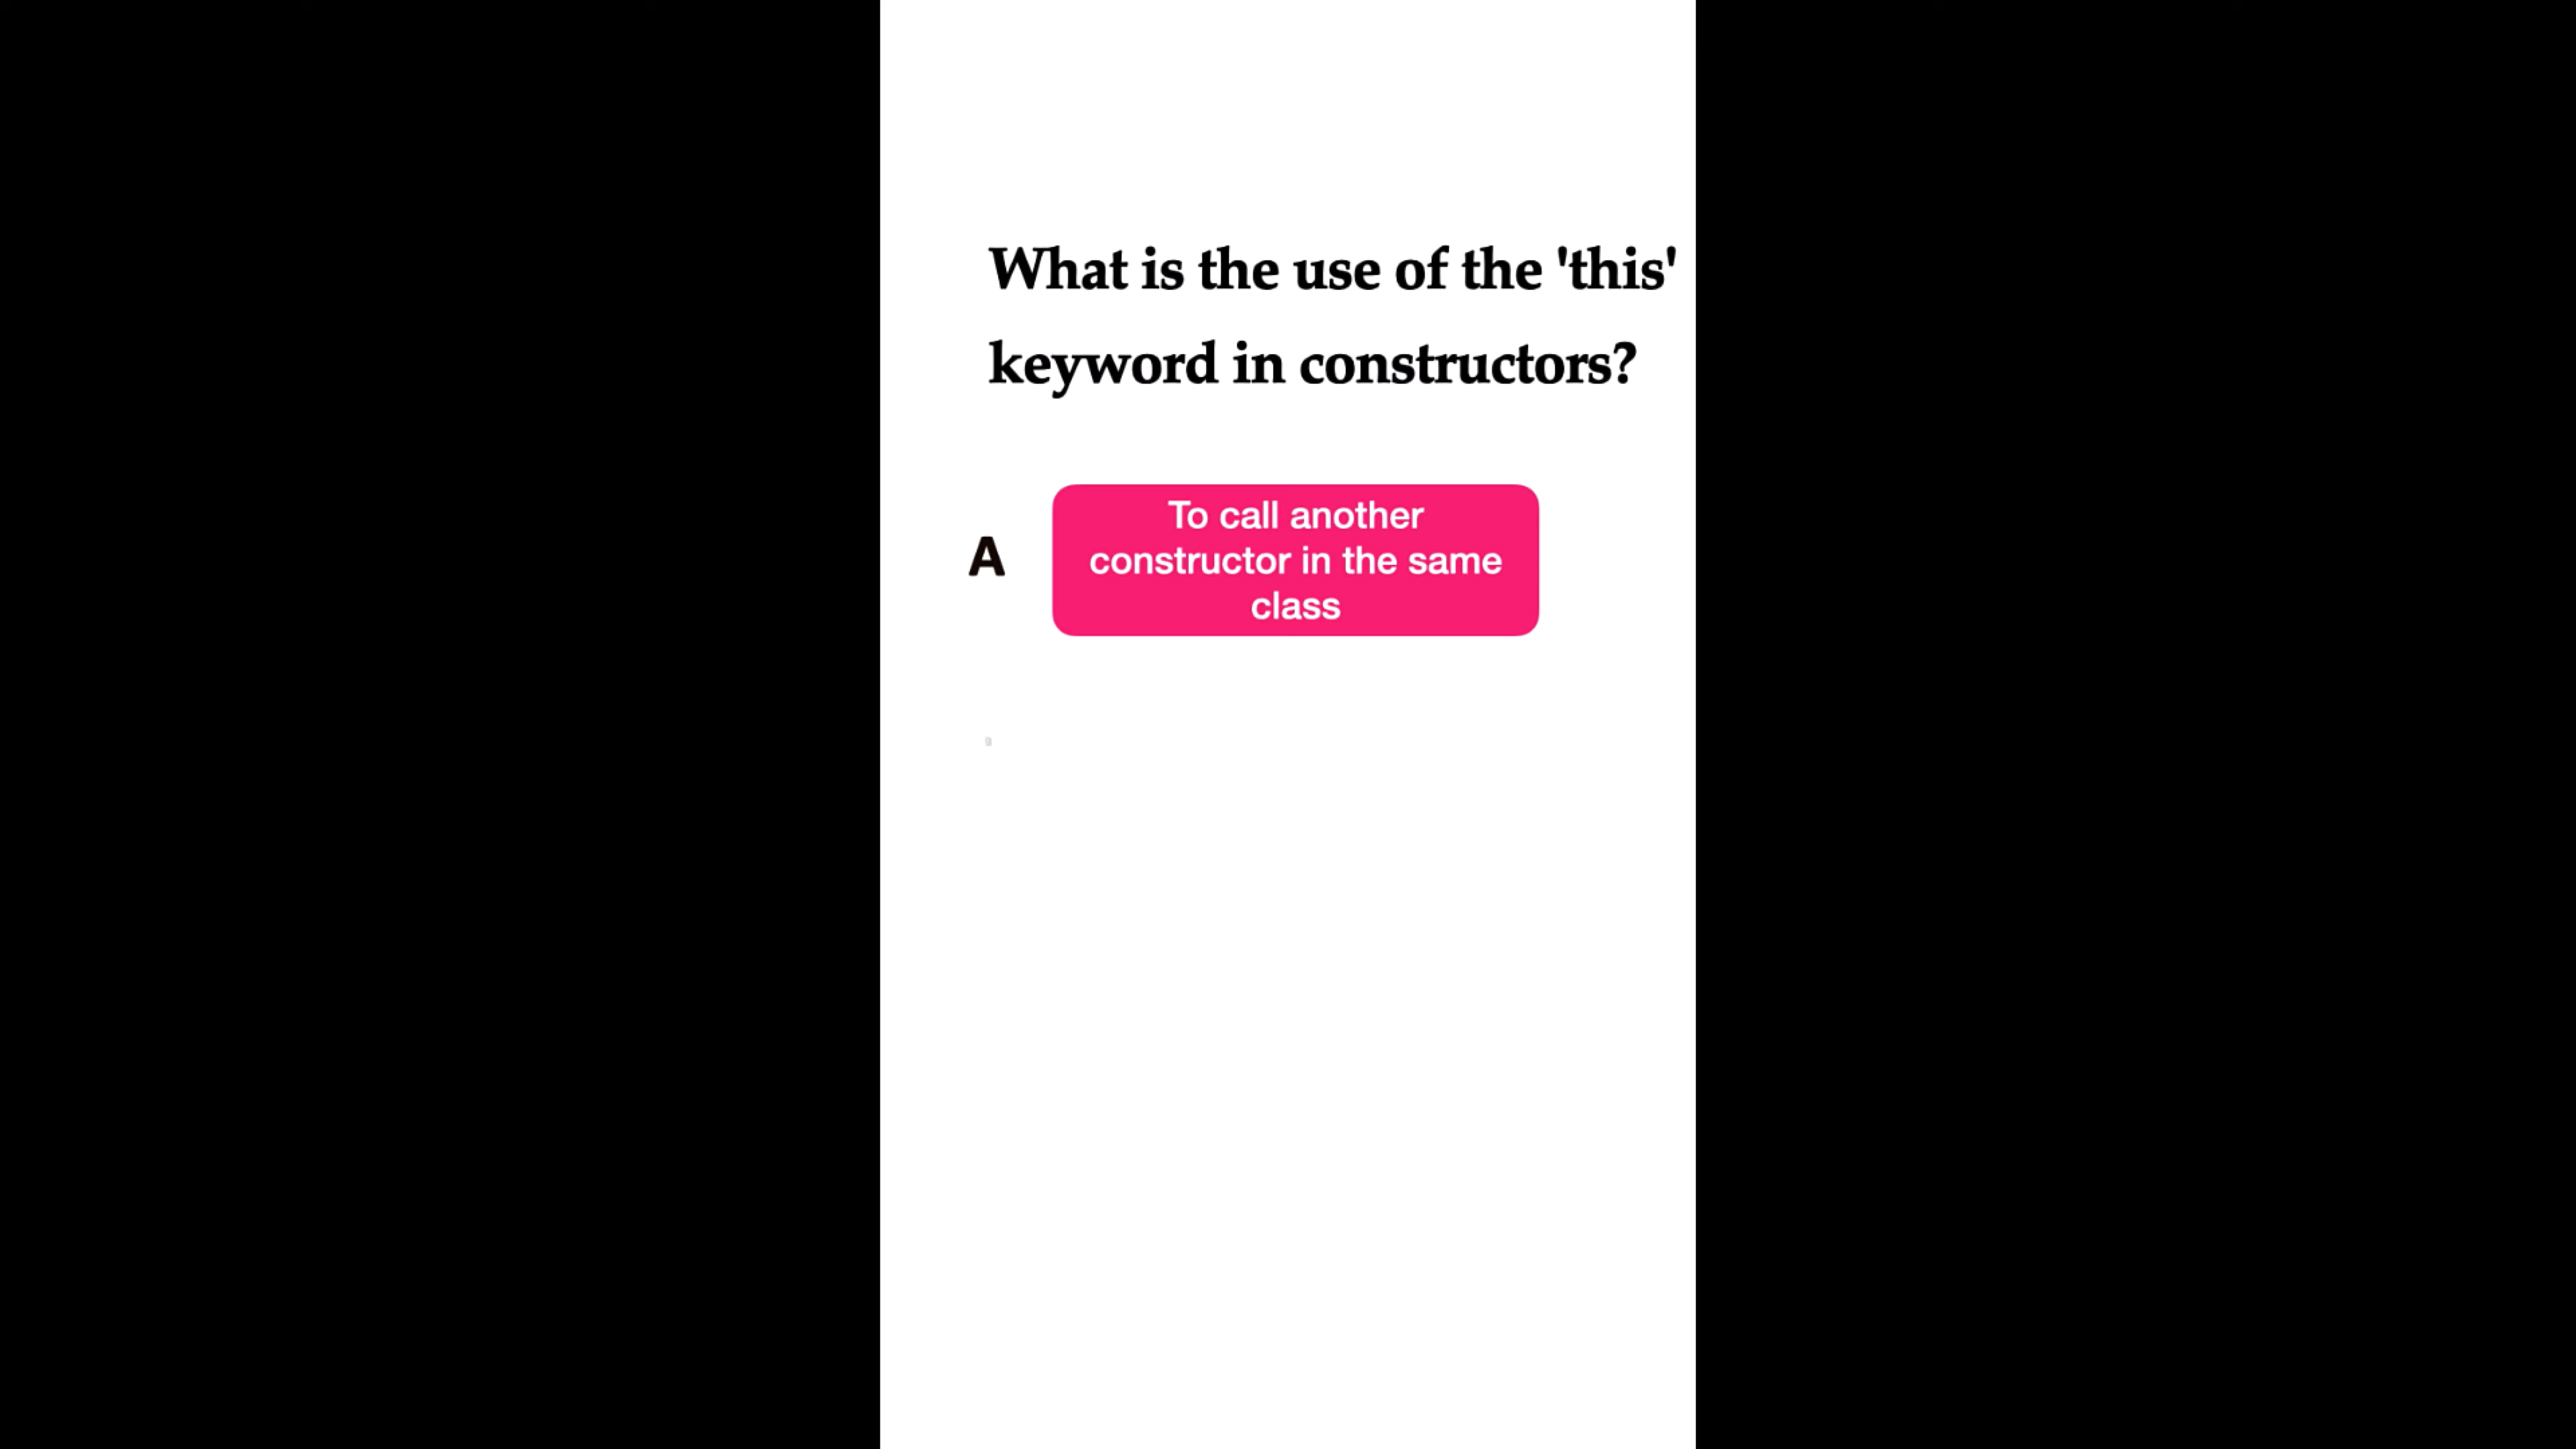 What is the use of the 'this'
keyword in constructors?
A
To call another
constructor in the same
class